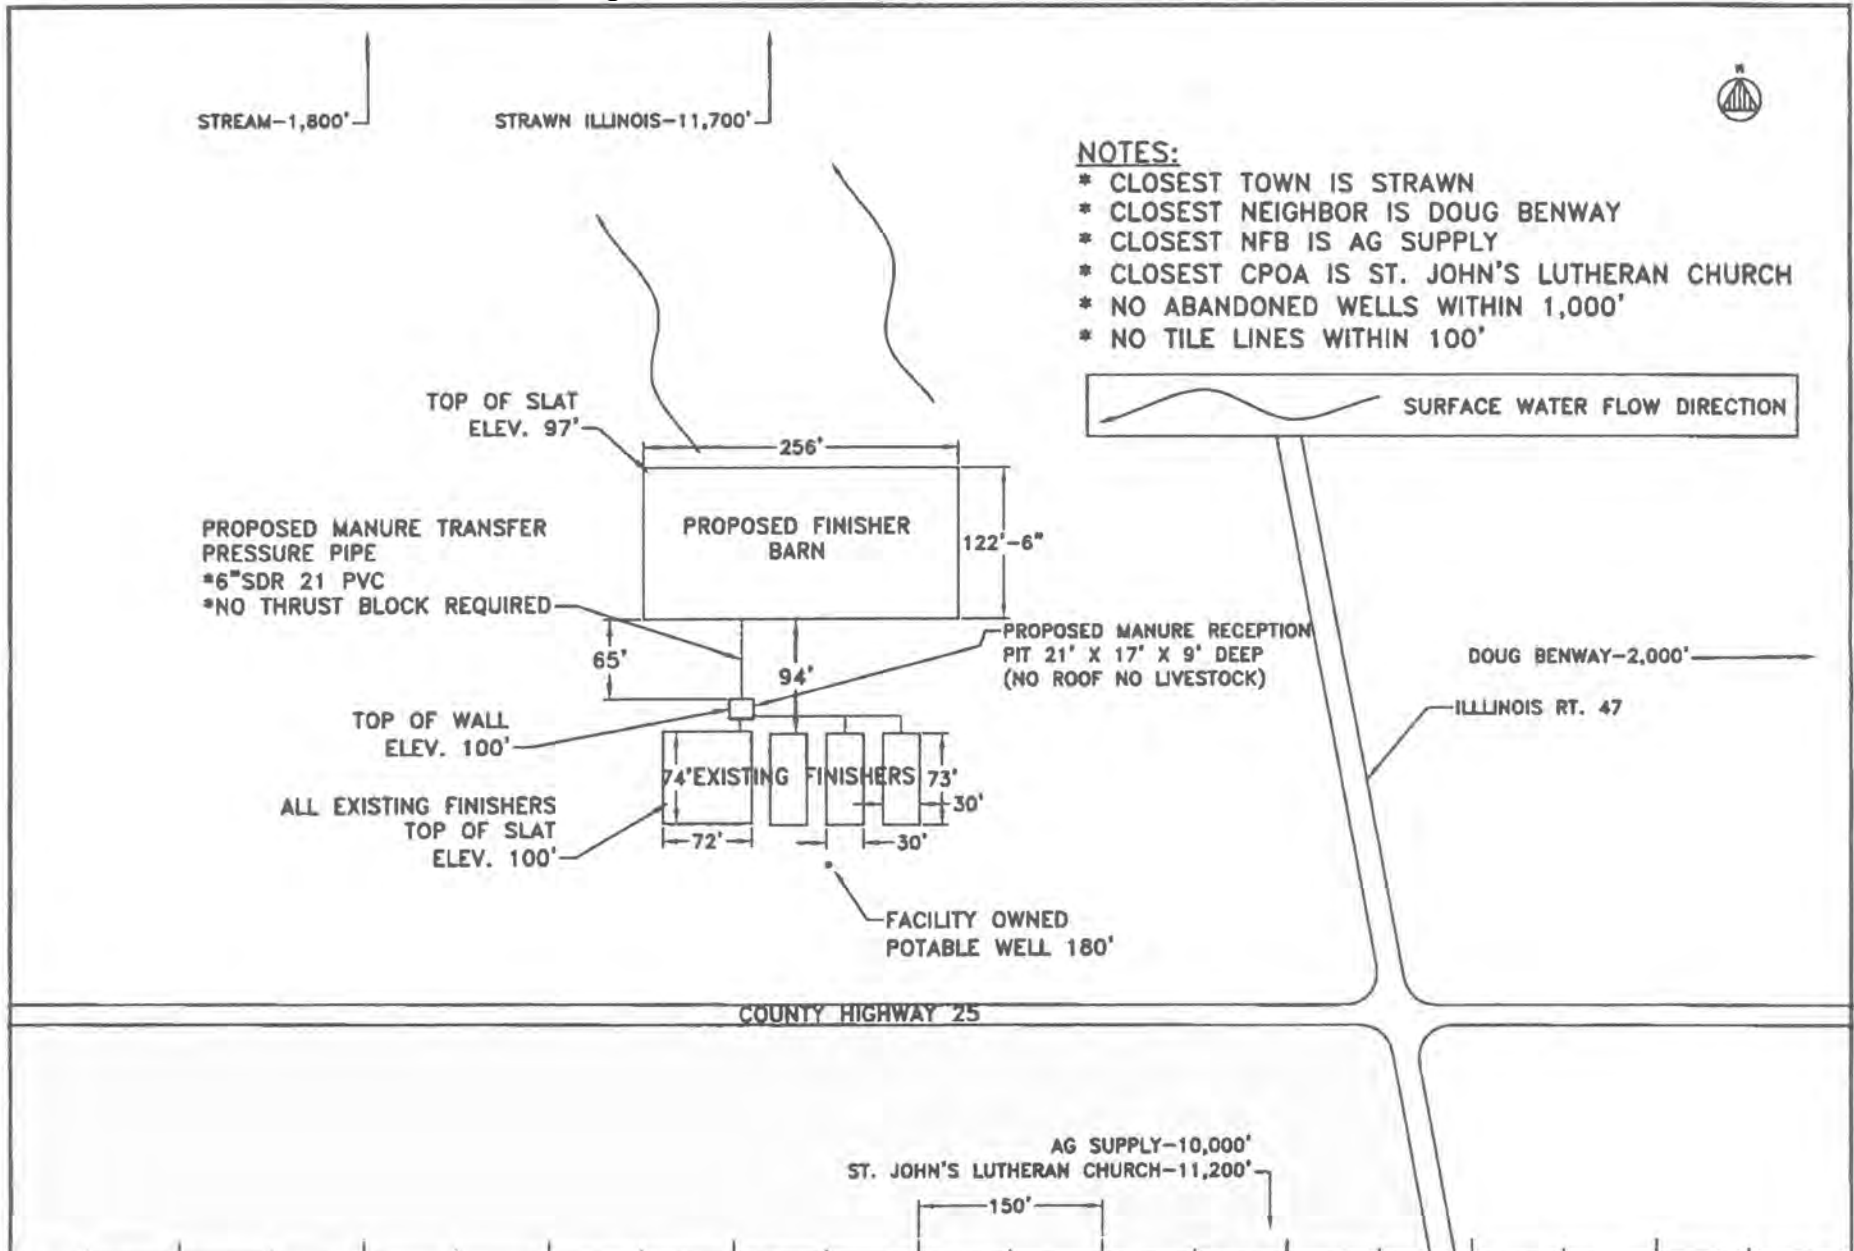 STREAM-1,800'
STRAWN ILLINOIS-11,700'
N
NOTES:
* CLOSEST TOWN IS STRAWN
* CLOSEST NEIGHBOR IS DOUG BENWAY
* CLOSEST NFB IS AG SUPPLY
* CLOSEST CPOA IS ST. JOHN'S LUTHERAN CHURCH
* NO ABANDONED WELLS WITHIN 1,000'
* NO TILE LINES WITHIN 100'
SURFACE WATER FLOW DIRECTION
TOP OF SLAT
ELEV. 97'
256'
PROPOSED FINISHER
BARN
122'-6"
PROPOSED MANURE TRANSFER
PRESSURE PIPE
*6"SDR 21 PVC
*NO THRUST BLOCK REQUIRED
65'
94'
PROPOSED MANURE RECEPTION
PIT 21' X 17' X 9' DEEP
(NO ROOF NO LIVESTOCK)
DOUG BENWAY-2,000'
ILLINOIS RT. 47
TOP OF WALL
ELEV. 100'
74'
EXISTING FINISHERS
73'
30'
ALL EXISTING FINISHERS
TOP OF SLAT
ELEV. 100'
72'
30'
FACILITY OWNED
POTABLE WELL 180'
COUNTY HIGHWAY 25
AG SUPPLY-10,000'
ST. JOHN'S LUTHERAN CHURCH-11,200'
150'